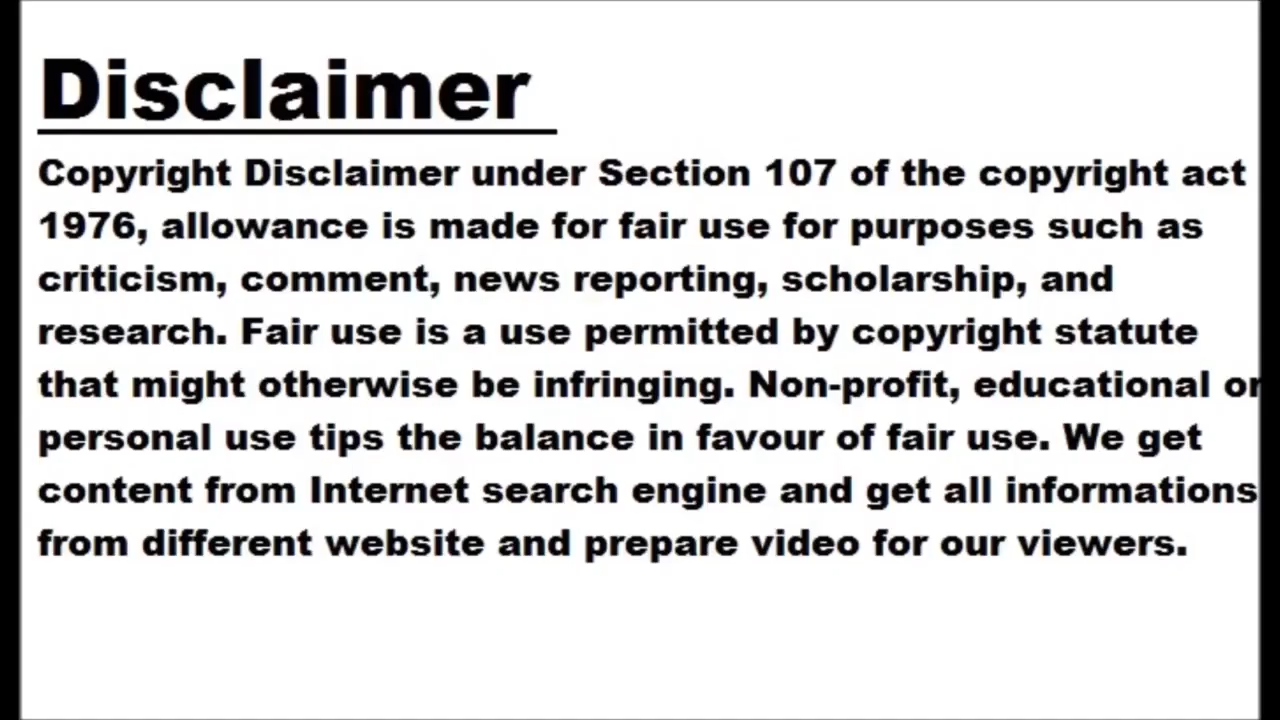 Disclaimer
Copyright Disclaimer under Section 107 of the copyright act
1976, allowance is made for fair use for purposes such as
criticism, comment, news reporting, scholarship, and
research. Fair use is a use permitted by copyright statute
that might otherwise be infringing. Non-profit, educational or
personal use tips the balance in favour of fair use. We get
content from Internet search engine and get all informations
from different website and prepare video for our viewers.